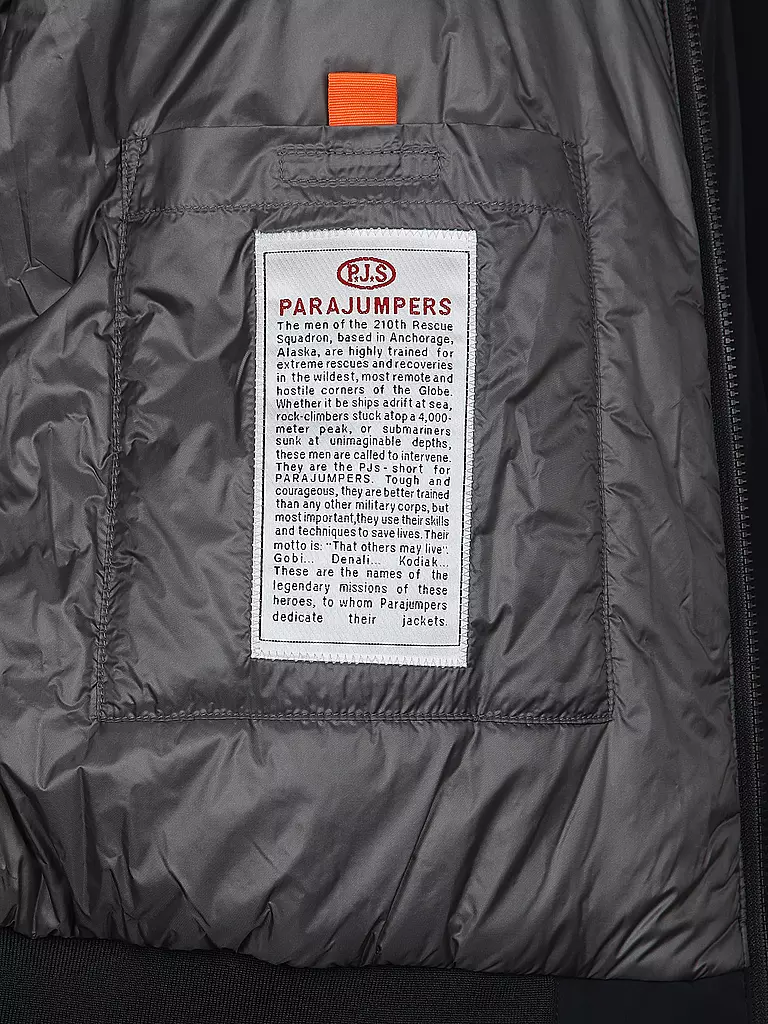 P.J.S
PARAJUMPERS
The men of the 210th Rescue
Squadron, based in Anchorage,
Alaska, are highly trained for
extreme rescues and recoveries
in the wildest, most remote and
hostile corners of the Globe.
Whether it be ships adrift at sea,
rock-climbers stuck atop a 4,000-
meter peak, or submariners
sunk at unimaginable depths,
these men are called to intervene.
They are the PJs - short for
PARAJUMPERS. Tough and
courageous, they are better trained
than any other military corps, but
most important,they use their skills
and techniques to save lives. Their
motto is: "That others may live".
Gobi... Denali... Kodiak...
These are the names of the
legendary missions of these
heroes, to whom Parajumpers
dedicate their jackets.